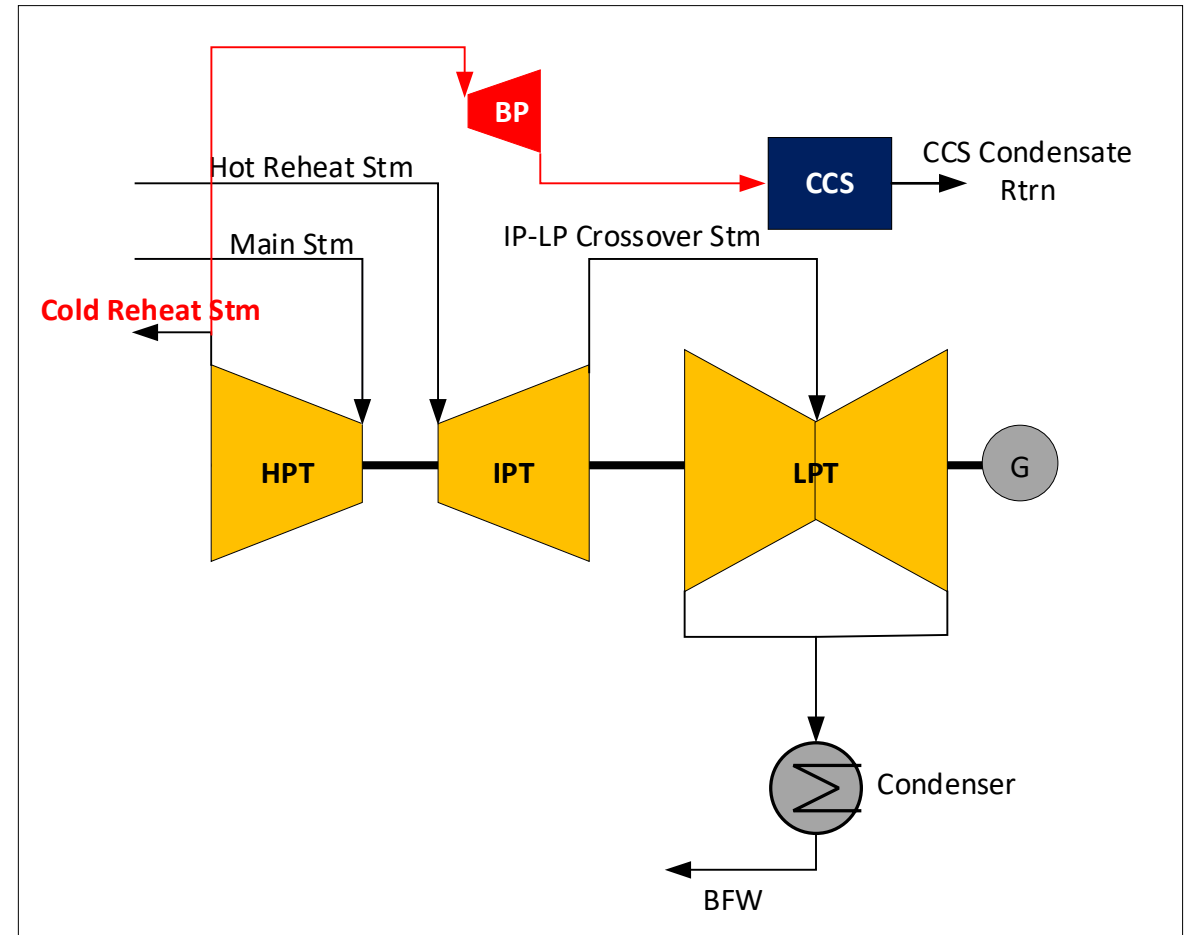 BP
Hot Reheat Stm
CCS
CCS Condensate
Rtrn
Main Stm
IP-LP Crossover Stm
Cold Reheat Stm
HPT
IPT
LPT
G
Condenser
BFW